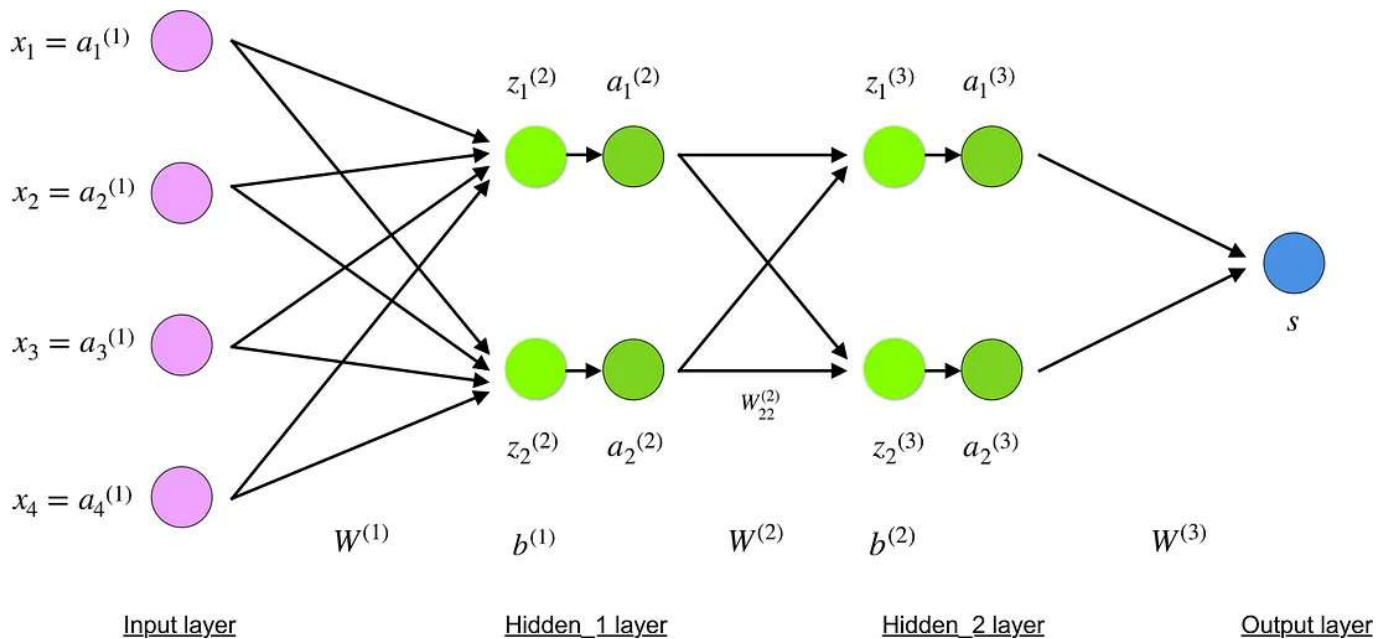 x₁ = a₁⁽¹⁾
x₂ = a₂⁽¹⁾
x₃ = a₃⁽¹⁾
x₄ = a₄⁽¹⁾
z₁⁽²⁾ a₁⁽²⁾
z₂⁽²⁾ a₂⁽²⁾
z₁⁽³⁾ a₁⁽³⁾
z₂⁽³⁾ a₂⁽³⁾
W₂₂⁽²⁾
s
W⁽¹⁾ b⁽¹⁾ W⁽²⁾ b⁽²⁾ W⁽³⁾
Input layer Hidden_1 layer Hidden_2 layer Output layer